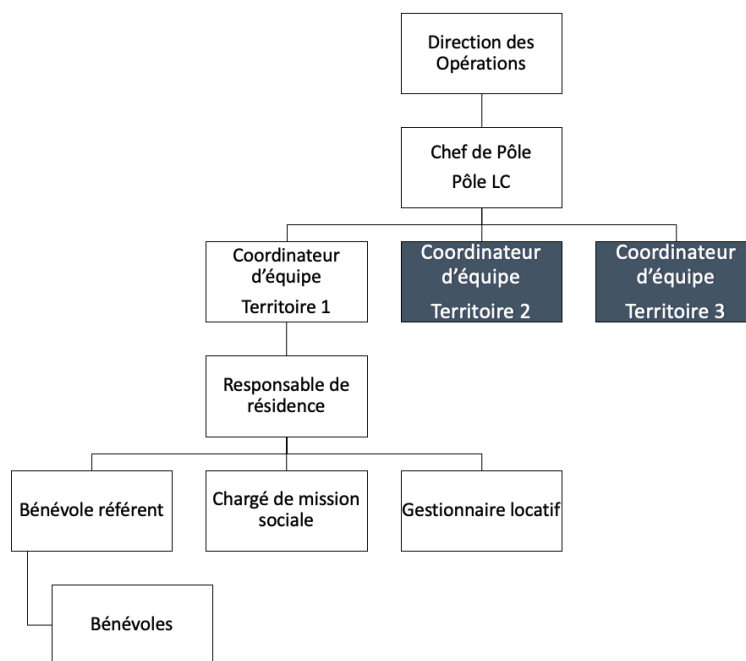 Direction des
Opérations
Chef de Pôle
Pôle LC
Coordinateur
d’équipe
Territoire 1
Coordinateur
d’équipe
Territoire 2
Coordinateur
d’équipe
Territoire 3
Responsable de
résidence
Bénévole référent
Chargé de mission
sociale
Gestionnaire locatif
Bénévoles